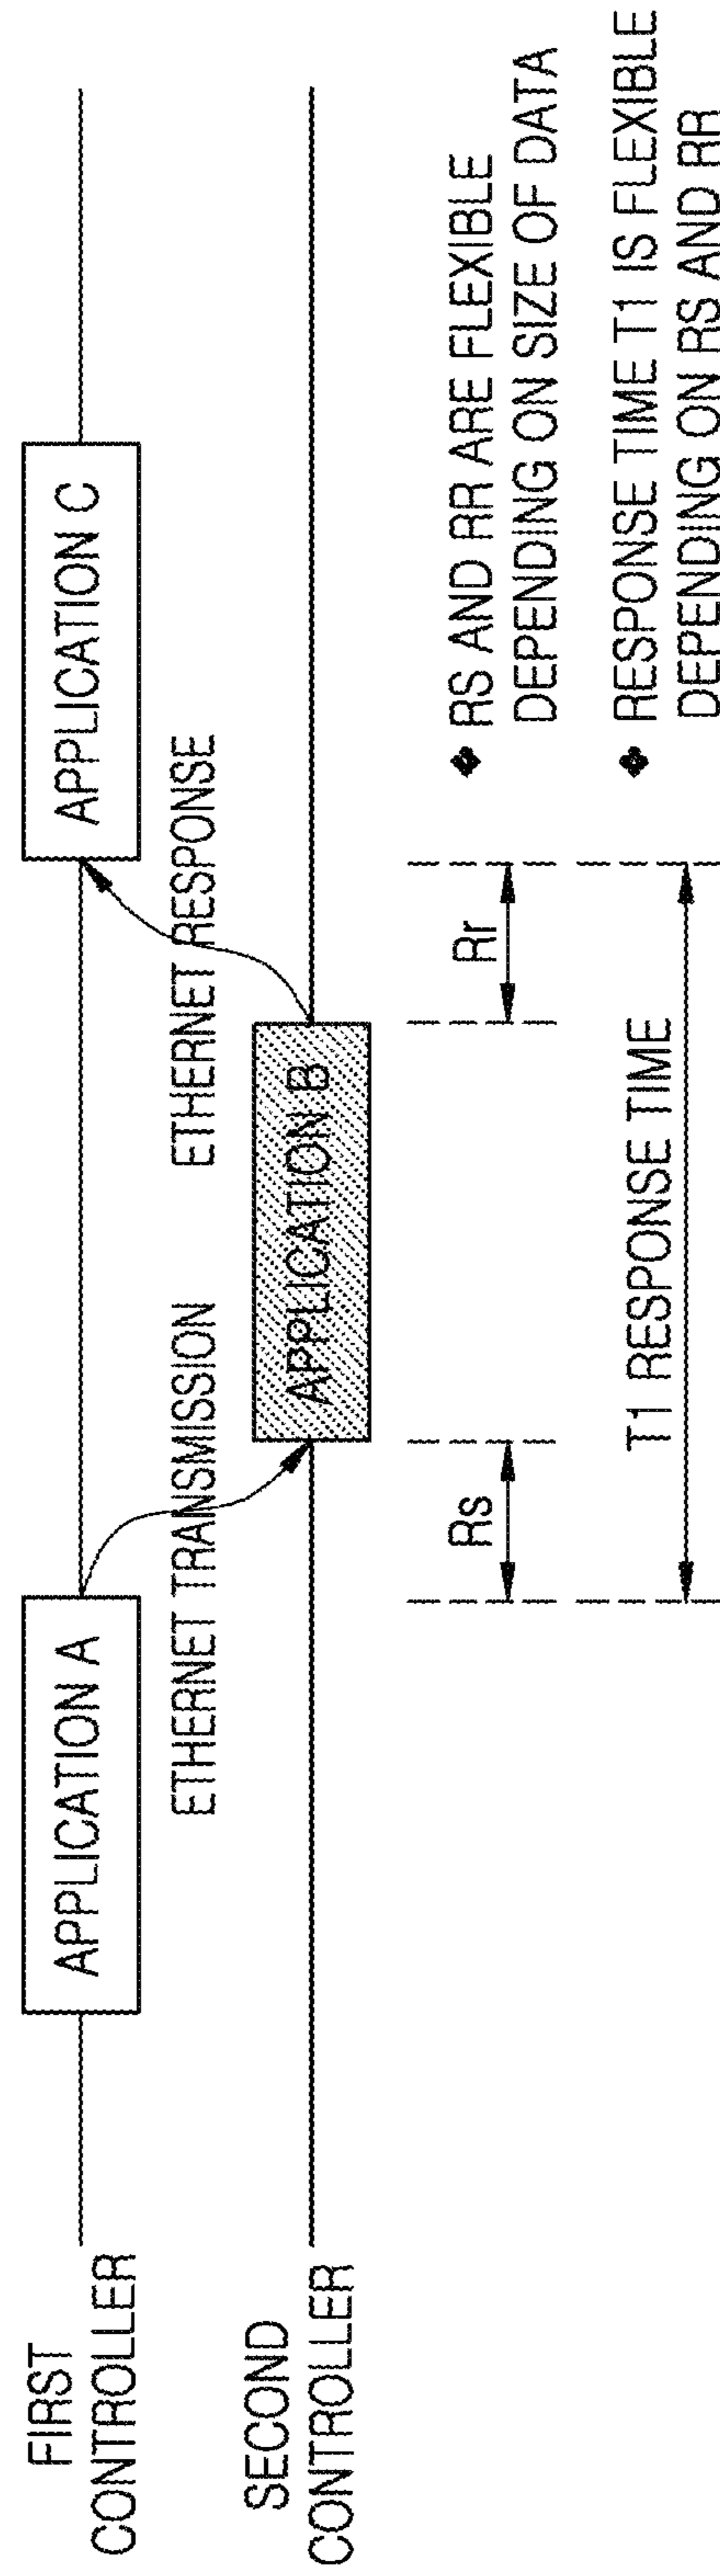 FIRST
CONTROLLER
APPLICATION A
APPLICATION C
ETHERNET TRANSMISSION
ETHERNET RESPONSE
SECOND
CONTROLLER
APPLICATION B
Rs
Rr
RS AND RR ARE FLEXIBLE
DEPENDING ON SIZE OF DATA
T1 RESPONSE TIME
RESPONSE TIME T1 IS FLEXIBLE
DEPENDING ON RS AND RR